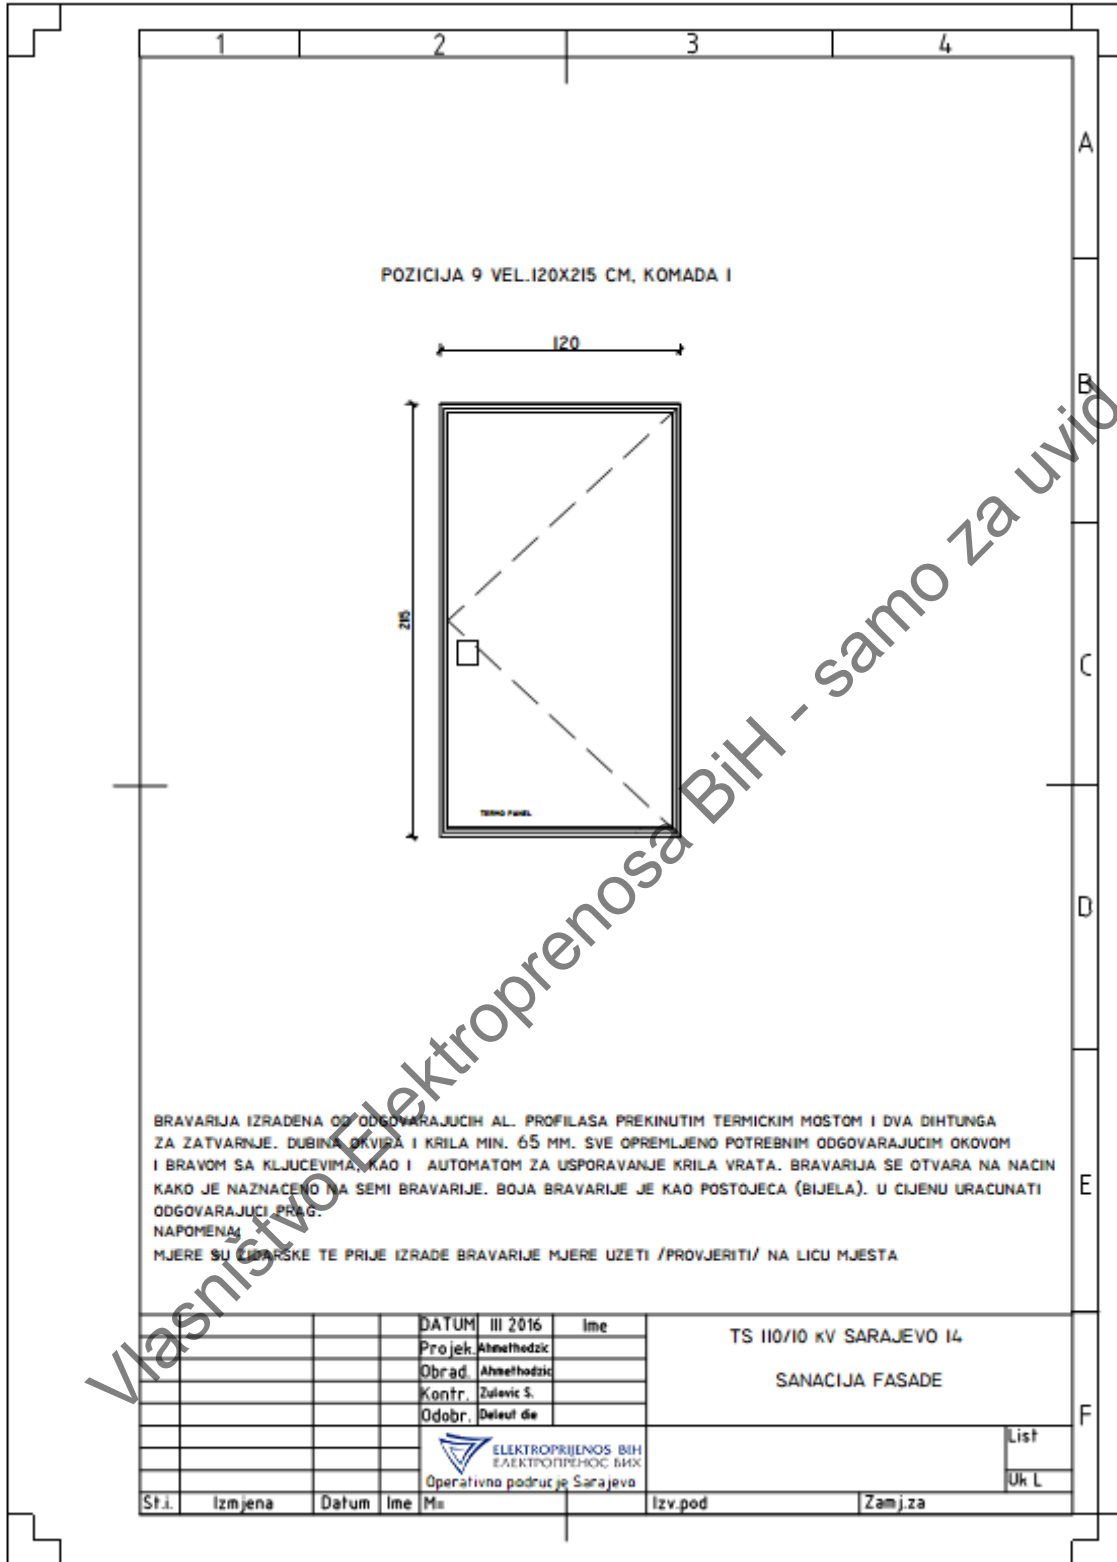 1 2 3 4
A
POZICIJA 9 VEL.120X215 CM, KOMADA 1
120
B
215
C
TERMO PANEL
D
BRAVARIJA IZRADENA OD ODGOVARAJUCIH AL. PROFILASA PREKINUTIM TERMICKIM MOSTOM I DVA DIHTUNGA
ZA ZATVARNJE. DUBINA OKVIRA I KRILA MIN. 65 MM. SVE OPREMLJENO POTREBNIM ODGOVARAJUCIM OKOVOM
I BRAVOM SA KLJUCEVIMA, KAO I AUTOMATOM ZA USPORAVANJE KRILA VRATA. BRAVARIJA SE OTVARA NA NACIN
KAKO JE NAZNACENO NA SEMI BRAVARIJE. BOJA BRAVARIJE JE KAO POSTOJECA (BIJELA). U CIJENU URACUNATI
E
ODGOVARAJUCI PRAG.
NAPOMENA:
MJERE SU ZIDARSKE TE PRIJE IZRADE BRAVARIJE MJERE UZETI /PROVJERITI/ NA LICU MJESTA
Vlasništvo Elektroprenosa BiH - samo za uvid
DATUM III 2016 Ime
Projek. Ahmethodzic
Obrad. Ahmethodzic
Kontr. Zulovic S.
Odobr. Deleut die
TS 110/10 kV SARAJEVO 14
SANACIJA FASADE
F
ELEKTROPRIJENOS BIH
ЕЛЕКТРОПРЕНОС БИХ
Operativno podrucje Sarajevo
List
Uk L
St.i. Izmjena Datum Ime M= Izv.pod Zamj.za